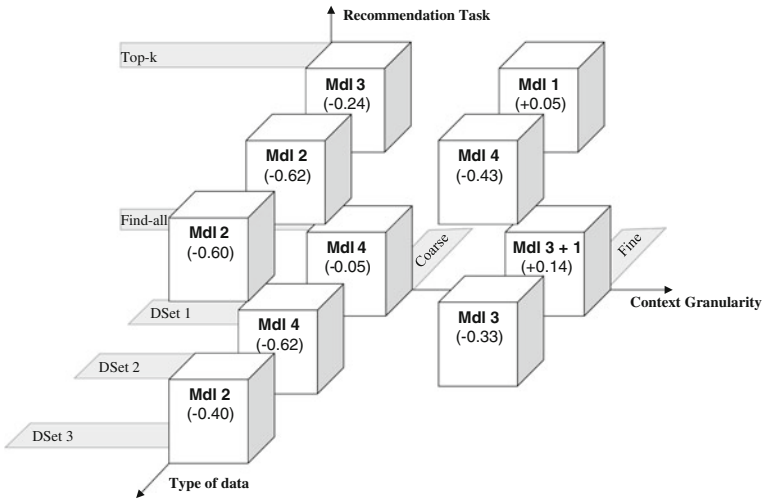 Recommendation Task
Top-k
Mdl 3
(-0.24)
Mdl 1
(+0.05)
Mdl 2
(-0.62)
Mdl 4
(-0.43)
Find-all
Mdl 2
(-0.60)
Mdl 4
(-0.05)
Coarse
Mdl 3 + 1
(+0.14)
Fine
Context Granularity
DSet 1
Mdl 4
(-0.62)
Mdl 3
(-0.33)
DSet 2
Mdl 2
(-0.40)
DSet 3
Type of data